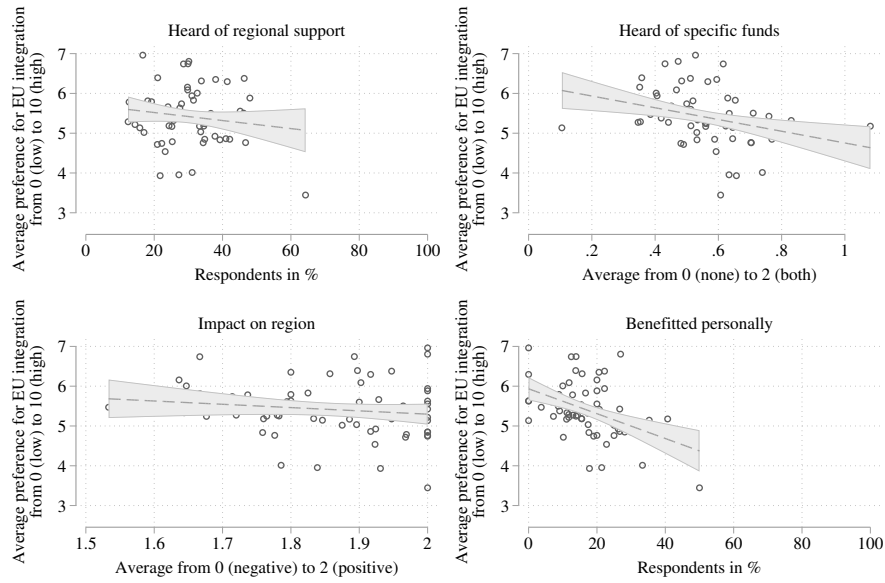 Heard of regional support
Average preference for EU integration
from 0 (low) to 10 (high)
7
6
5
4
3
0 20 40 60 80 100
Respondents in %
Heard of specific funds
Average preference for EU integration
from 0 (low) to 10 (high)
7
6
5
4
3
0 .2 .4 .6 .8 1
Average from 0 (none) to 2 (both)
Impact on region
Average preference for EU integration
from 0 (low) to 10 (high)
7
6
5
4
3
1.5 1.6 1.7 1.8 1.9 2
Average from 0 (negative) to 2 (positive)
Benefitted personally
Average preference for EU integration
from 0 (low) to 10 (high)
7
6
5
4
3
0 20 40 60 80 100
Respondents in %